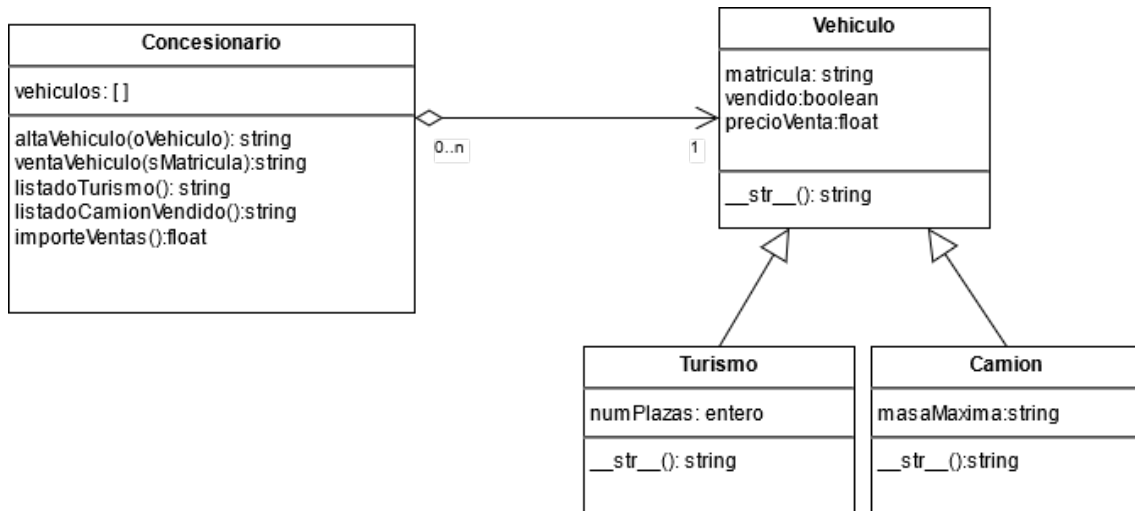 Concesionario
vehiculos: [ ]
altaVehiculo(oVehiculo): string
ventaVehiculo(sMatricula):string
listadoTurismo(): string
listadoCamionVendido():string
importeVentas():float
0..n
1
Vehiculo
matricula: string
vendido:boolean
precioVenta:float
__str__(): string
Turismo
numPlazas: entero
__str__(): string
Camion
masaMaxima:string
__str__():string